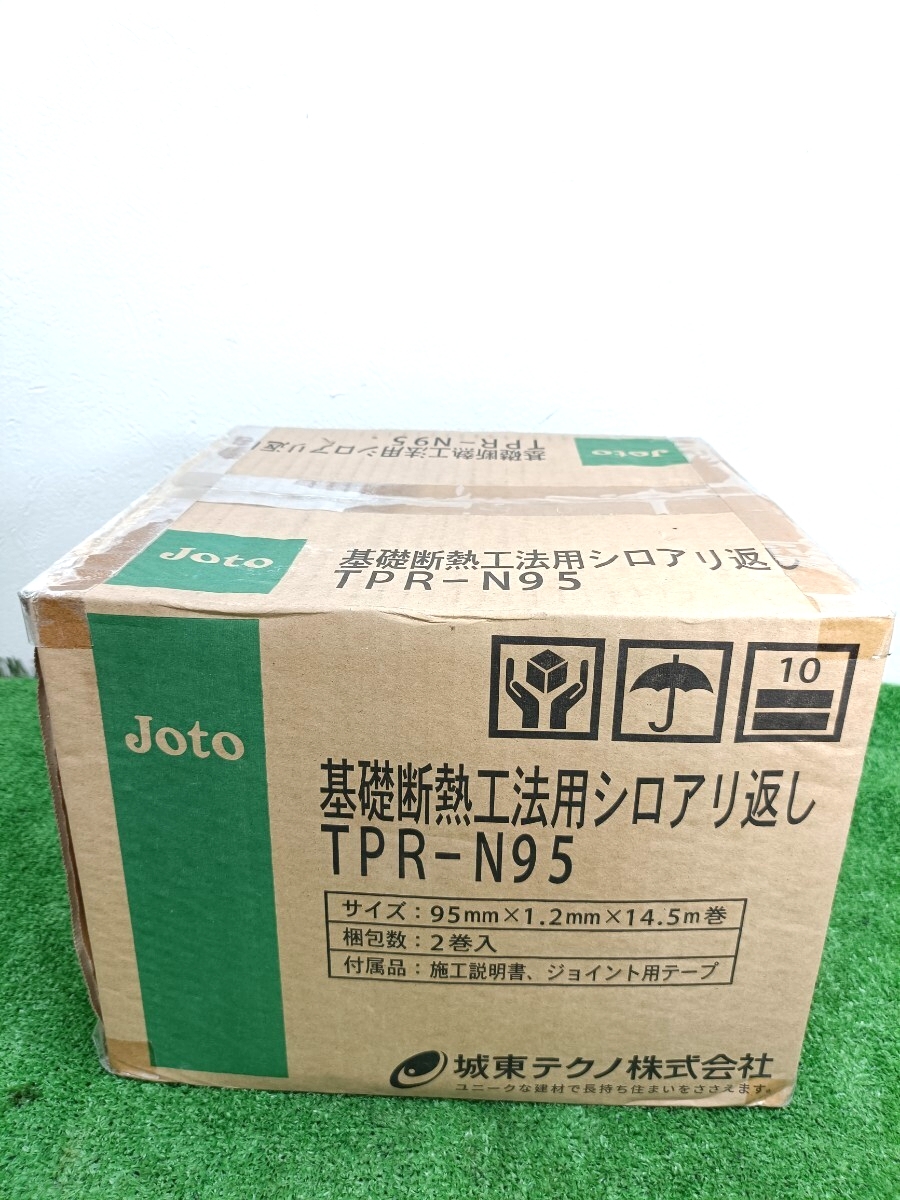 基礎断熱工法用シロアリ返し
TPR-N95
Joto
Joto
基礎断熱工法用シロアリ返し
TPR-N95
10
Joto
基礎断熱工法用シロアリ返し
TPR-N95
サイズ：95mm×1.2mm×14.5m巻
梱包数：2巻入
付属品：施工説明書、ジョイント用テープ
城東テクノ株式会社
ユニークな建材で長持ち住まいをささえます。